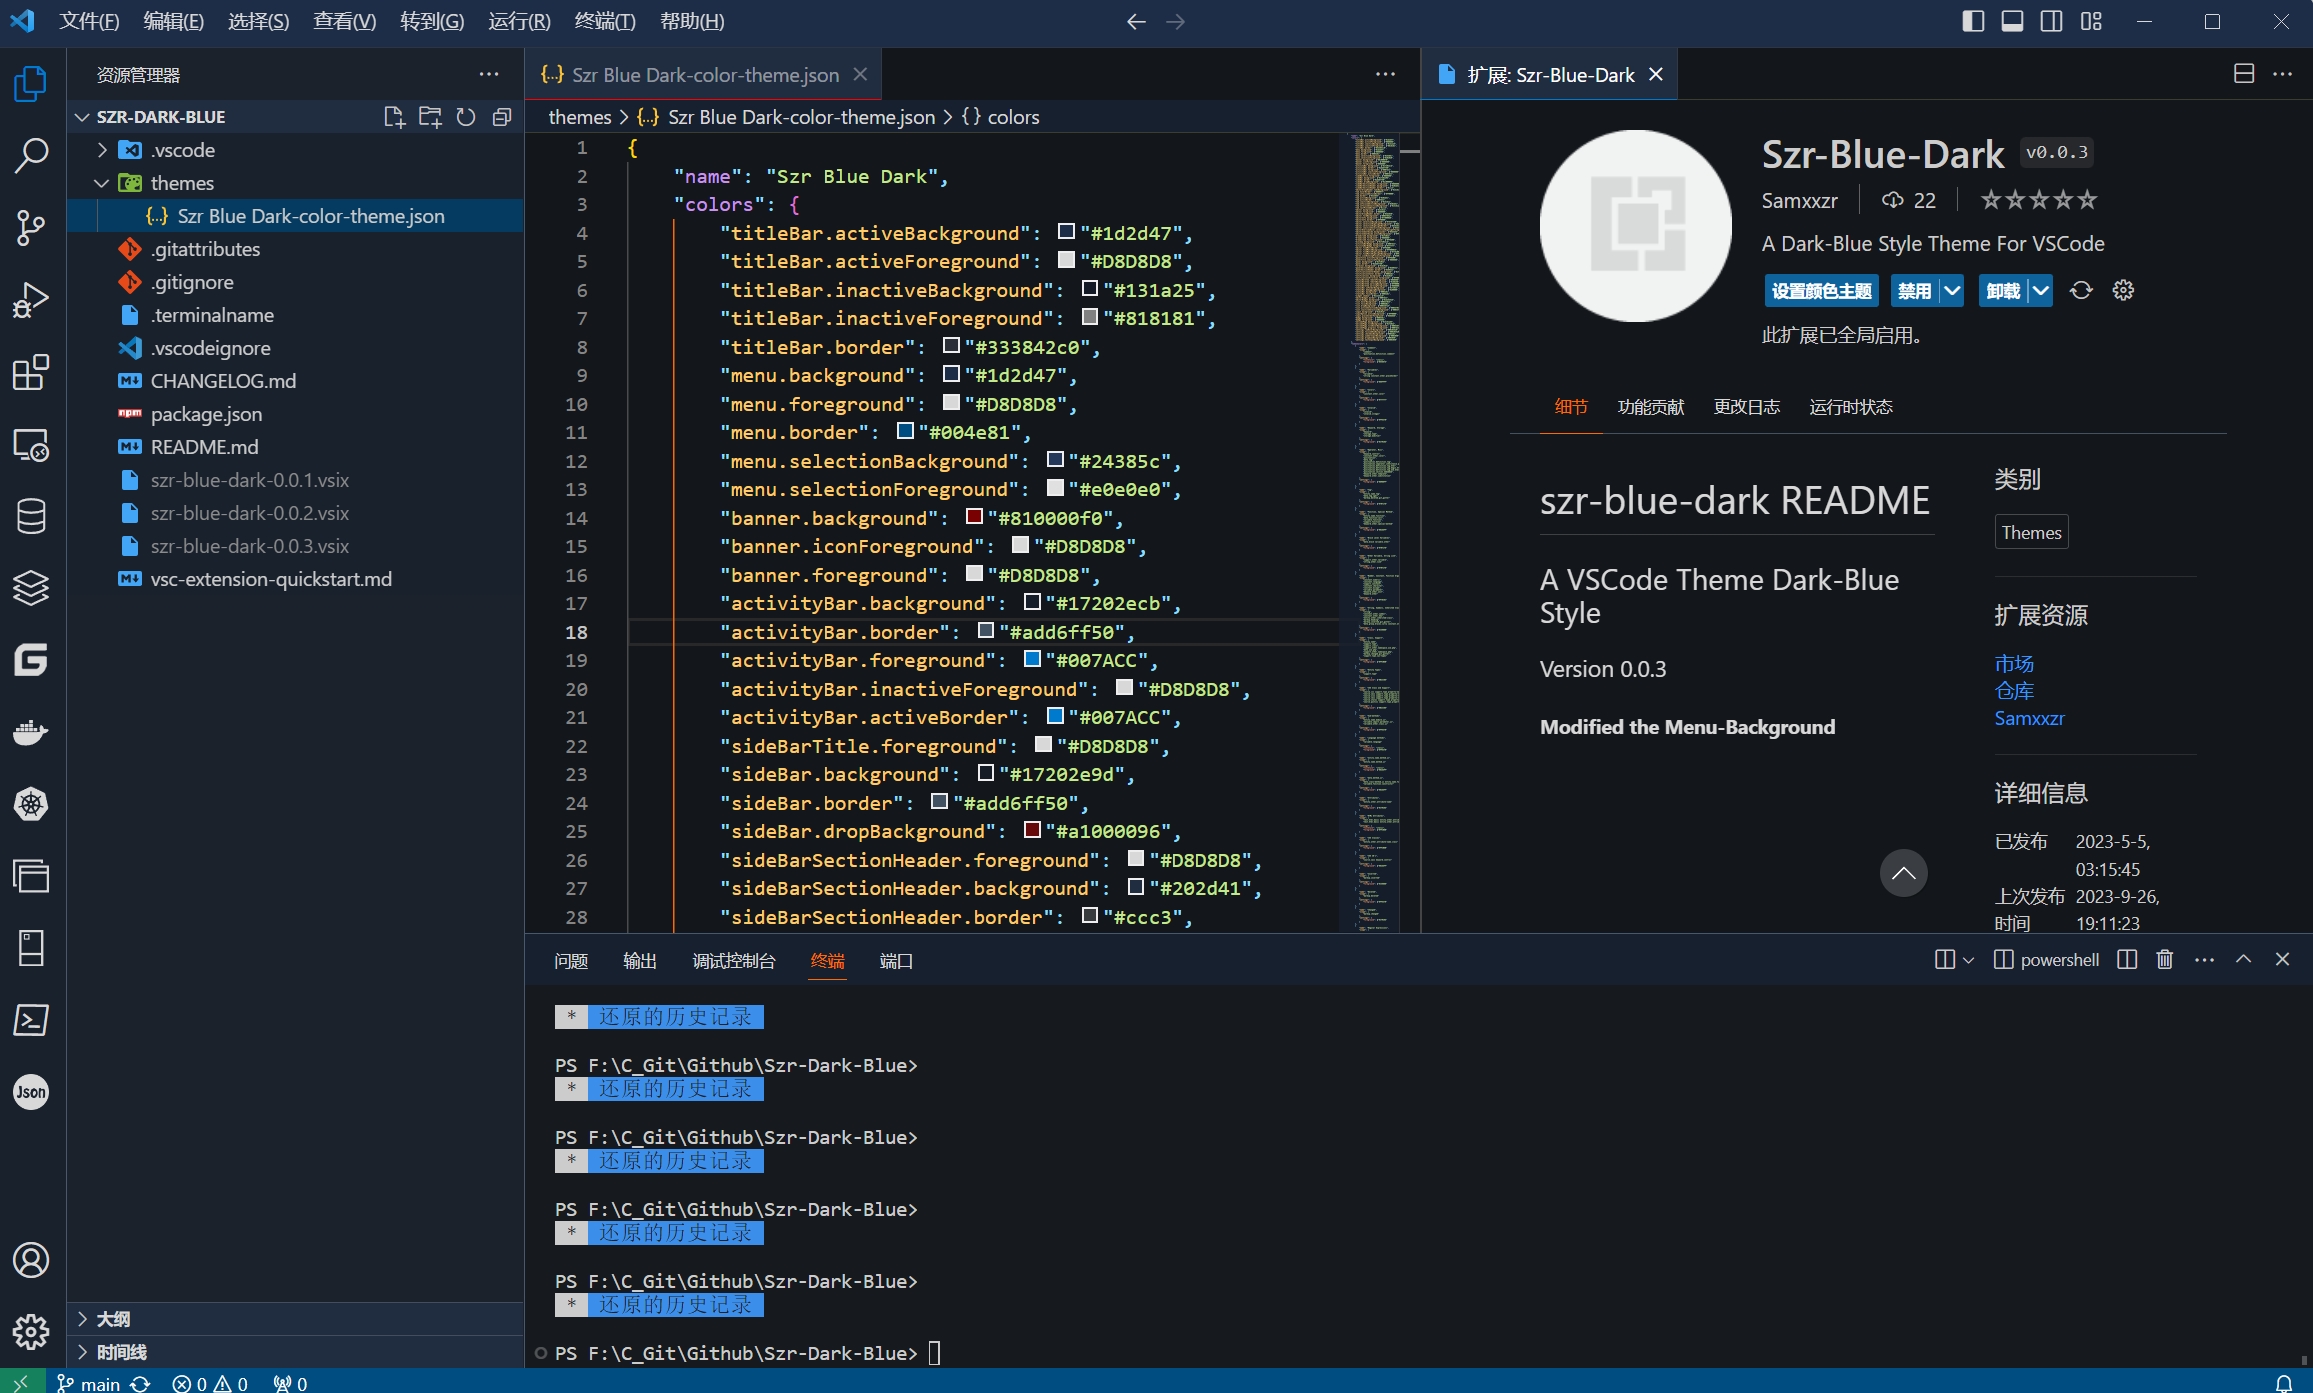 文件(F) 编辑(E) 选择(S) 查看(V) 转到(G) 运行(R) 终端(T) 帮助(H)
资源管理器
SZR-DARK-BLUE
.vscode
themes
{..} Szr Blue Dark-color-theme.json
.gitattributes
.gitignore
.terminalname
.vscodeignore
CHANGELOG.md
package.json
README.md
szr-blue-dark-0.0.1.vsix
szr-blue-dark-0.0.2.vsix
szr-blue-dark-0.0.3.vsix
vsc-extension-quickstart.md
Json
大纲
时间线
{..} Szr Blue Dark-color-theme.json
themes > {..} Szr Blue Dark-color-theme.json > {} colors
1 {
2 "name": "Szr Blue Dark",
3 "colors": {
4 "titleBar.activeBackground": "#1d2d47",
5 "titleBar.activeForeground": "#D8D8D8",
6 "titleBar.inactiveBackground": "#131a25",
7 "titleBar.inactiveForeground": "#818181",
8 "titleBar.border": "#333842c0",
9 "menu.background": "#1d2d47",
10 "menu.foreground": "#D8D8D8",
11 "menu.border": "#004e81",
12 "menu.selectionBackground": "#24385c",
13 "menu.selectionForeground": "#e0e0e0",
14 "banner.background": "#810000f0",
15 "banner.iconForeground": "#D8D8D8",
16 "banner.foreground": "#D8D8D8",
17 "activityBar.background": "#17202ecb",
18 "activityBar.border": "#add6ff50",
19 "activityBar.foreground": "#007ACC",
20 "activityBar.inactiveForeground": "#D8D8D8",
21 "activityBar.activeBorder": "#007ACC",
22 "sideBarTitle.foreground": "#D8D8D8",
23 "sideBar.background": "#17202e9d",
24 "sideBar.border": "#add6ff50",
25 "sideBar.dropBackground": "#a1000096",
26 "sideBarSectionHeader.foreground": "#D8D8D8",
27 "sideBarSectionHeader.background": "#202d41",
28 "sideBarSectionHeader.border": "#ccc3",
扩展: Szr-Blue-Dark
Szr-Blue-Dark v0.0.3
Samxxzr 22
A Dark-Blue Style Theme For VSCode
设置颜色主题 禁用 卸载
此扩展已全局启用。
细节 功能贡献 更改日志 运行时状态
szr-blue-dark README
A VSCode Theme Dark-Blue
Style
Version 0.0.3
Modified the Menu-Background
类别
Themes
扩展资源
市场
仓库
Samxxzr
详细信息
已发布 2023-5-5,
03:15:45
上次发布 2023-9-26,
时间 19:11:23
问题 输出 调试控制台 终端 端口
powershell
* 还原的历史记录
PS F:\C_Git\Github\Szr-Dark-Blue>
* 还原的历史记录
PS F:\C_Git\Github\Szr-Dark-Blue>
* 还原的历史记录
PS F:\C_Git\Github\Szr-Dark-Blue>
* 还原的历史记录
PS F:\C_Git\Github\Szr-Dark-Blue>
* 还原的历史记录
PS F:\C_Git\Github\Szr-Dark-Blue>
main 0 0 0